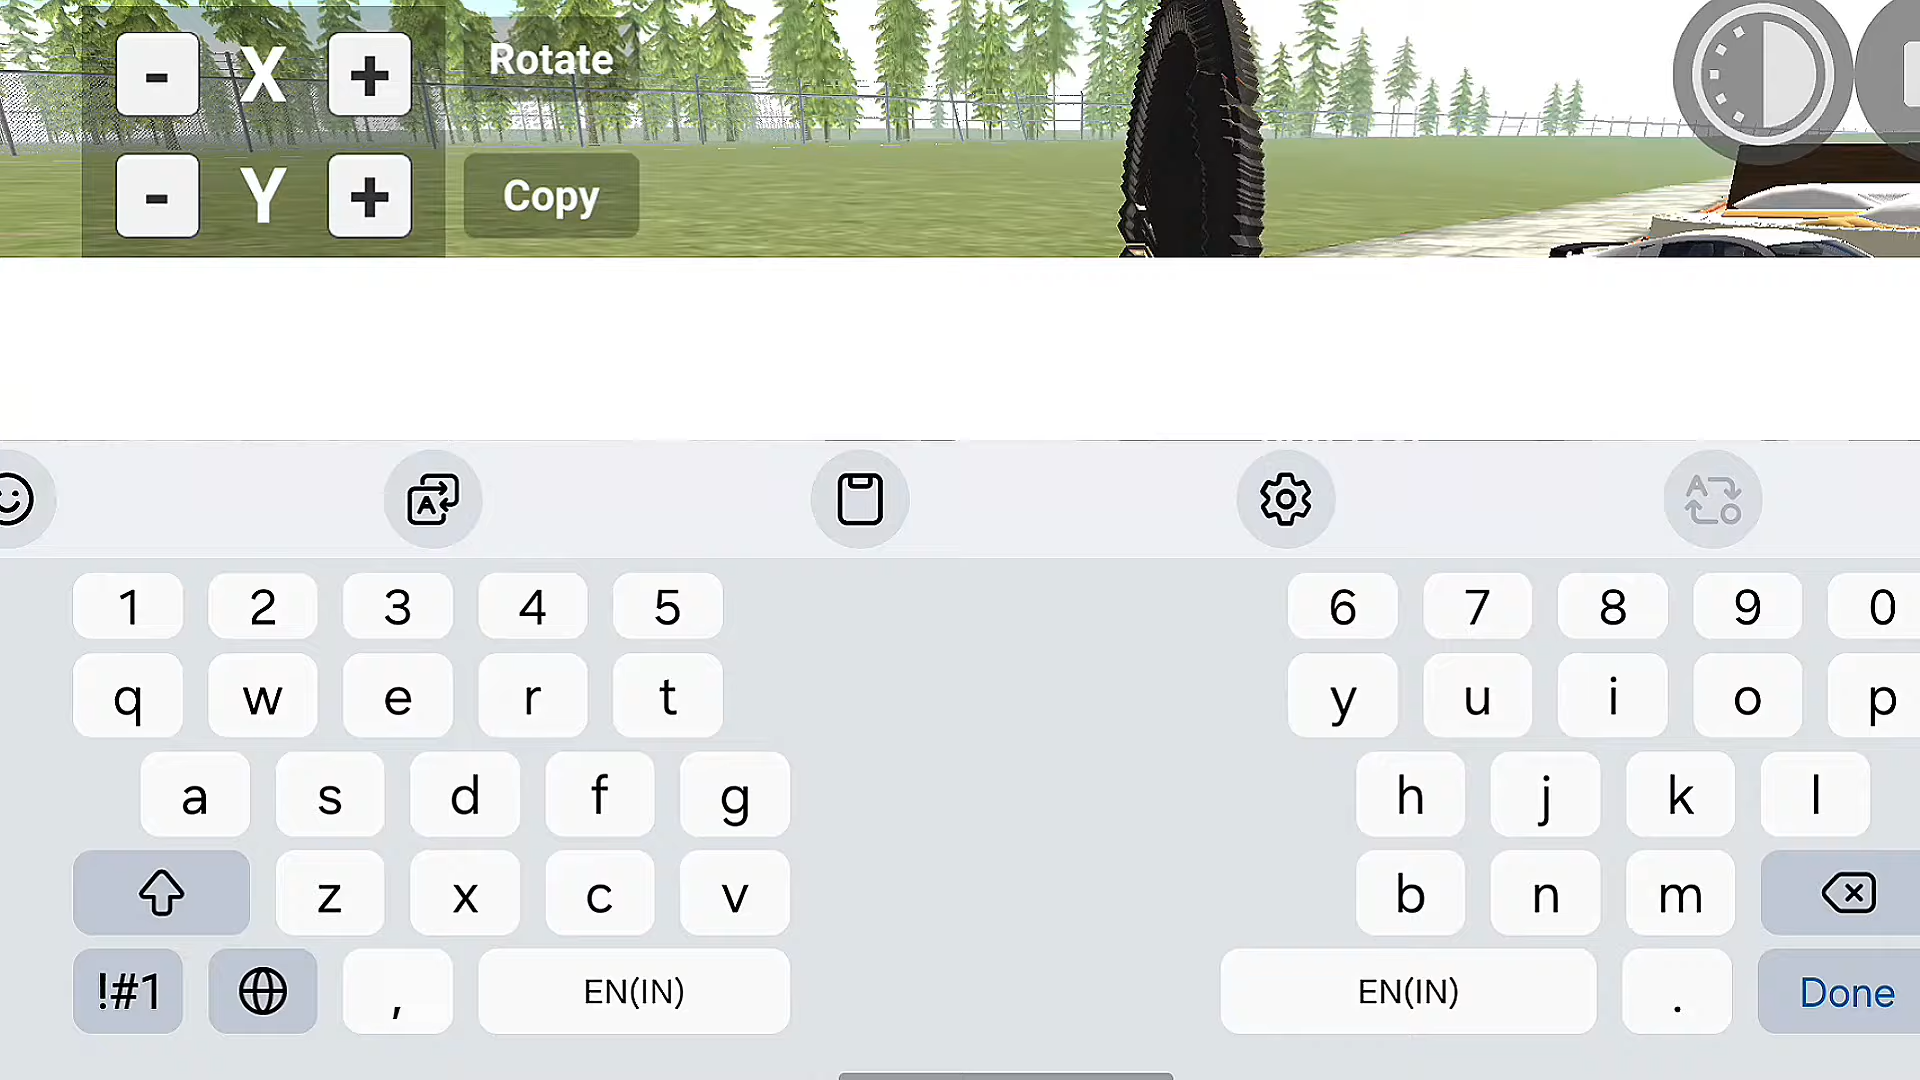 - X + Rotate
- Y + Copy
1 2 3 4 5 6 7 8 9 0
q w e r t y u i o p
a s d f g h j k l
z x c v b n m
!#1 , EN(IN) EN(IN) . Done